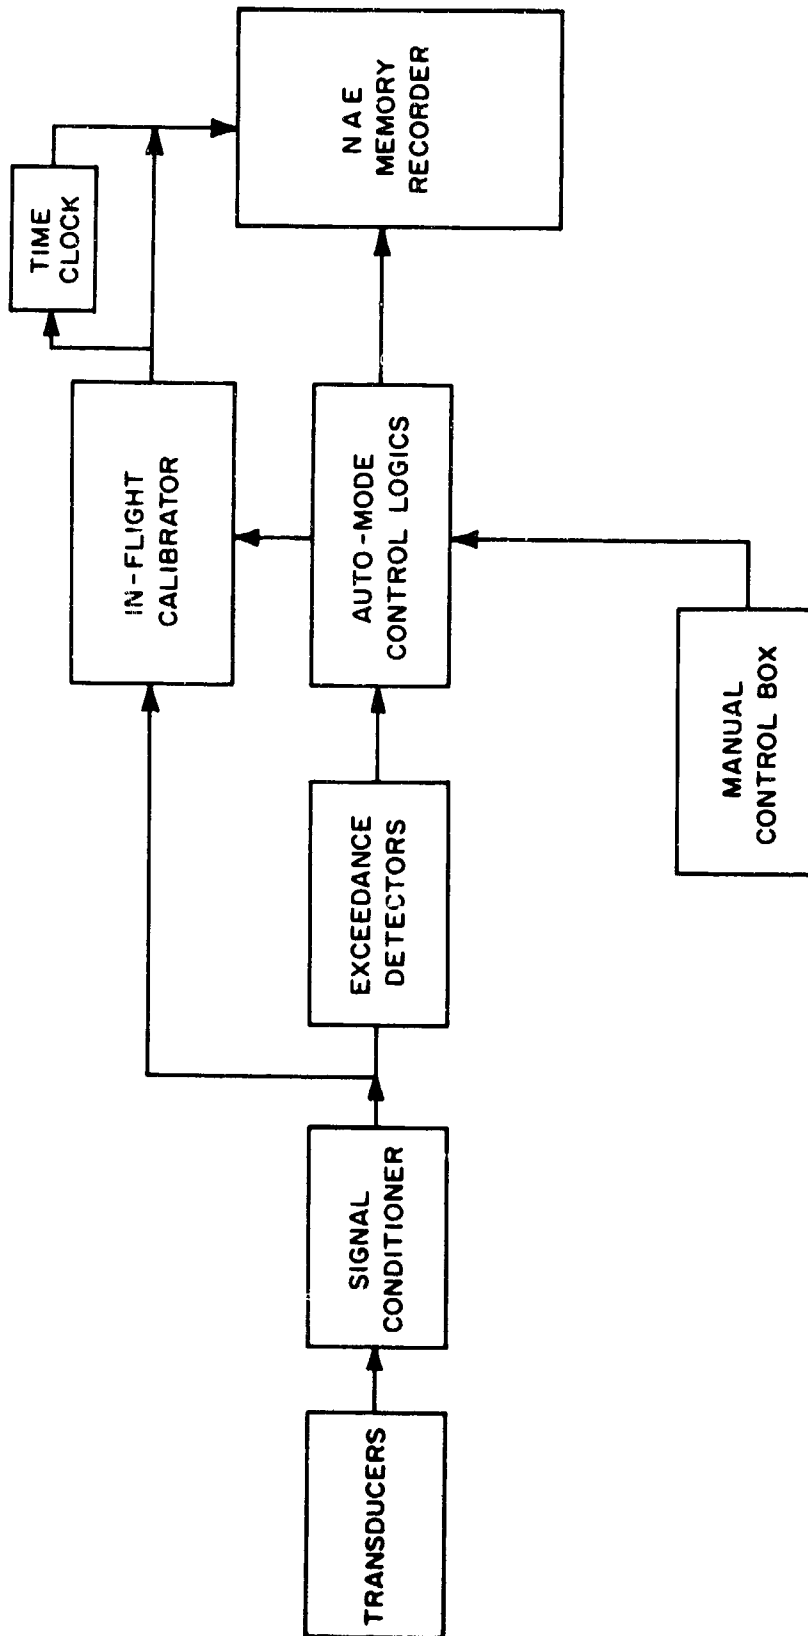 TRANSDUCERS
SIGNAL
CONDITIONER
EXCEEDANCE
DETECTORS
IN-FLIGHT
CALIBRATOR
AUTO-MODE
CONTROL LOGICS
MANUAL
CONTROL BOX
TIME
CLOCK
NAE
MEMORY
RECORDER